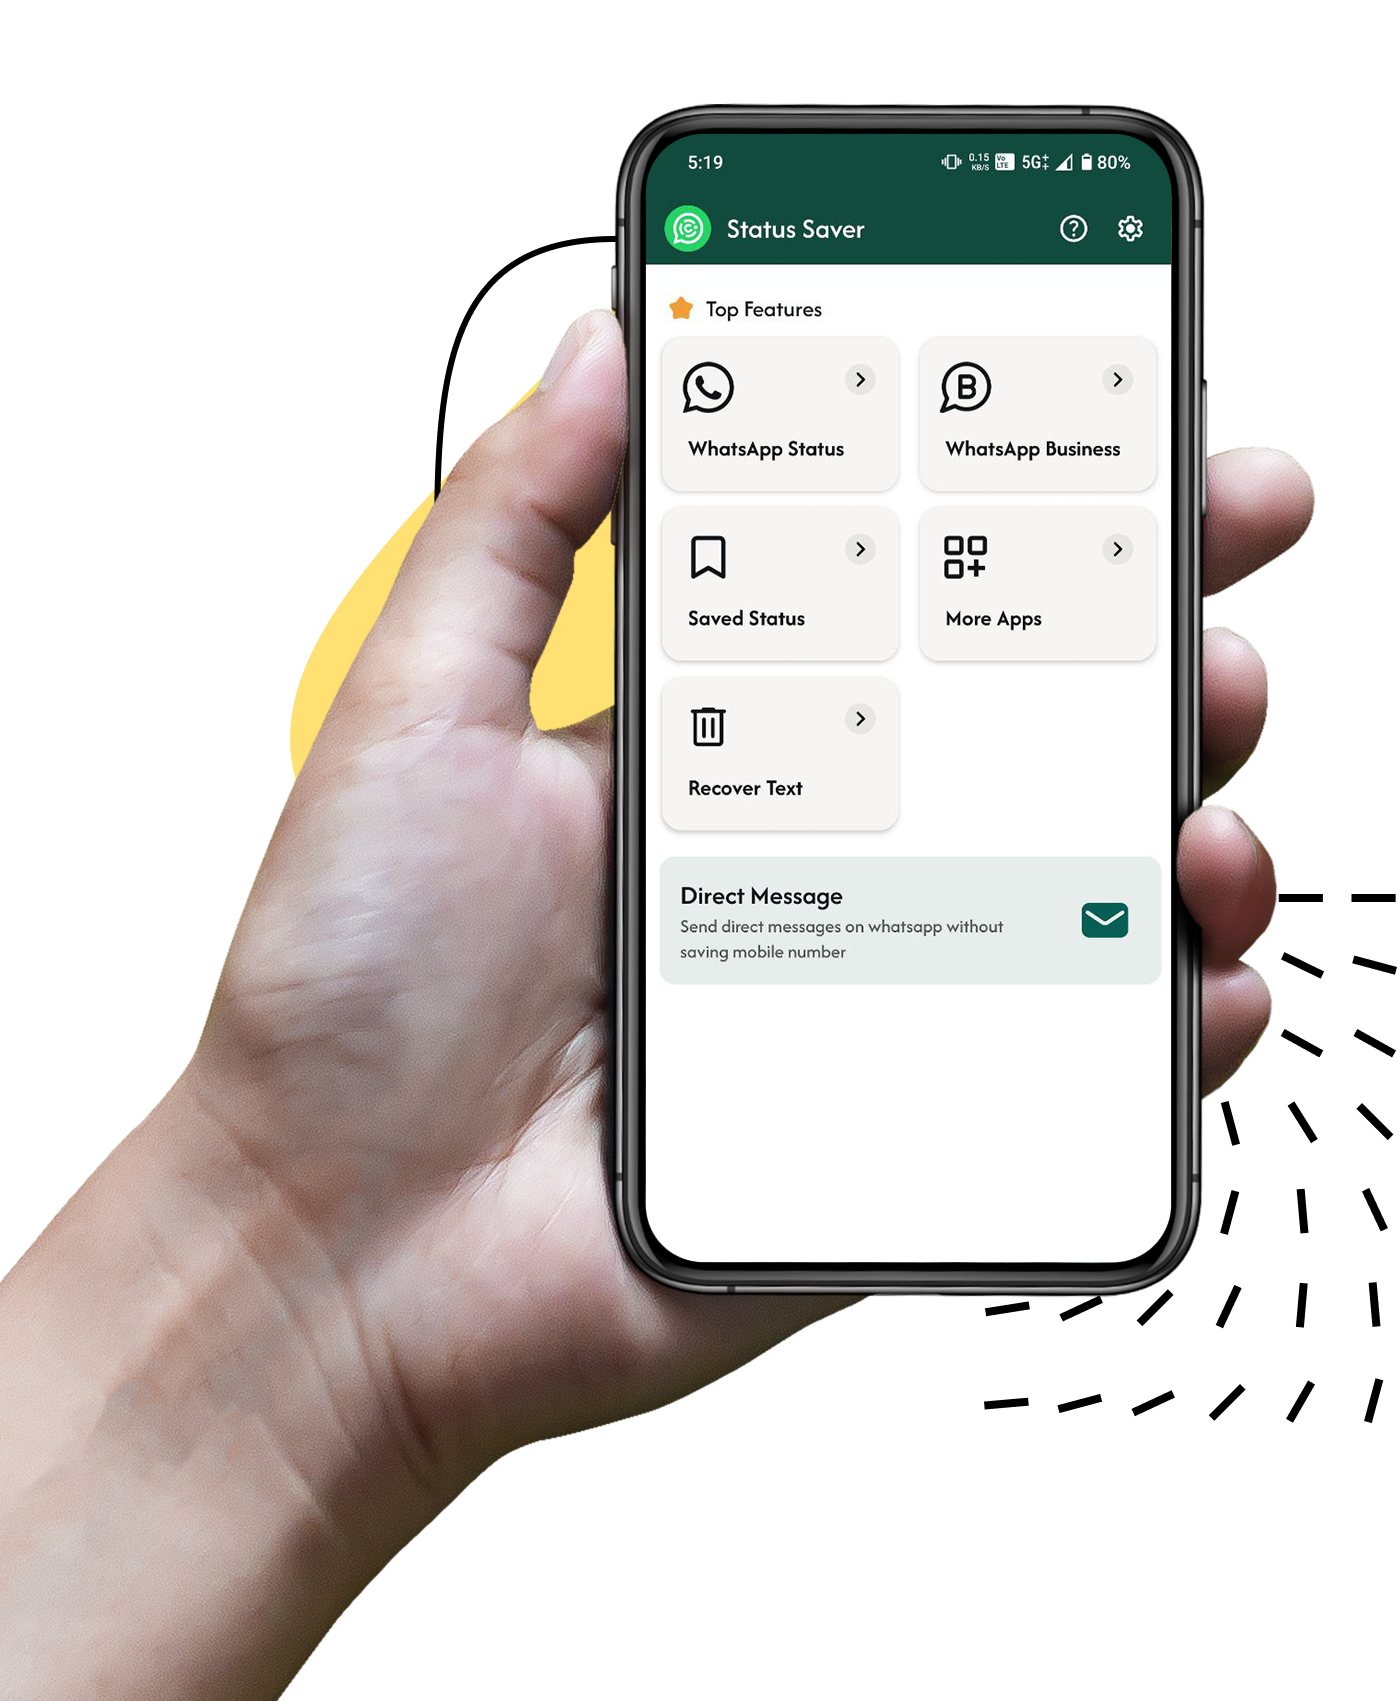 5:19 0.15 KB/S Vo LTE 5G 80%
Status Saver
Top Features
WhatsApp Status
WhatsApp Business
Saved Status
More Apps
Recover Text
Direct Message
Send direct messages on whatsapp without
saving mobile number